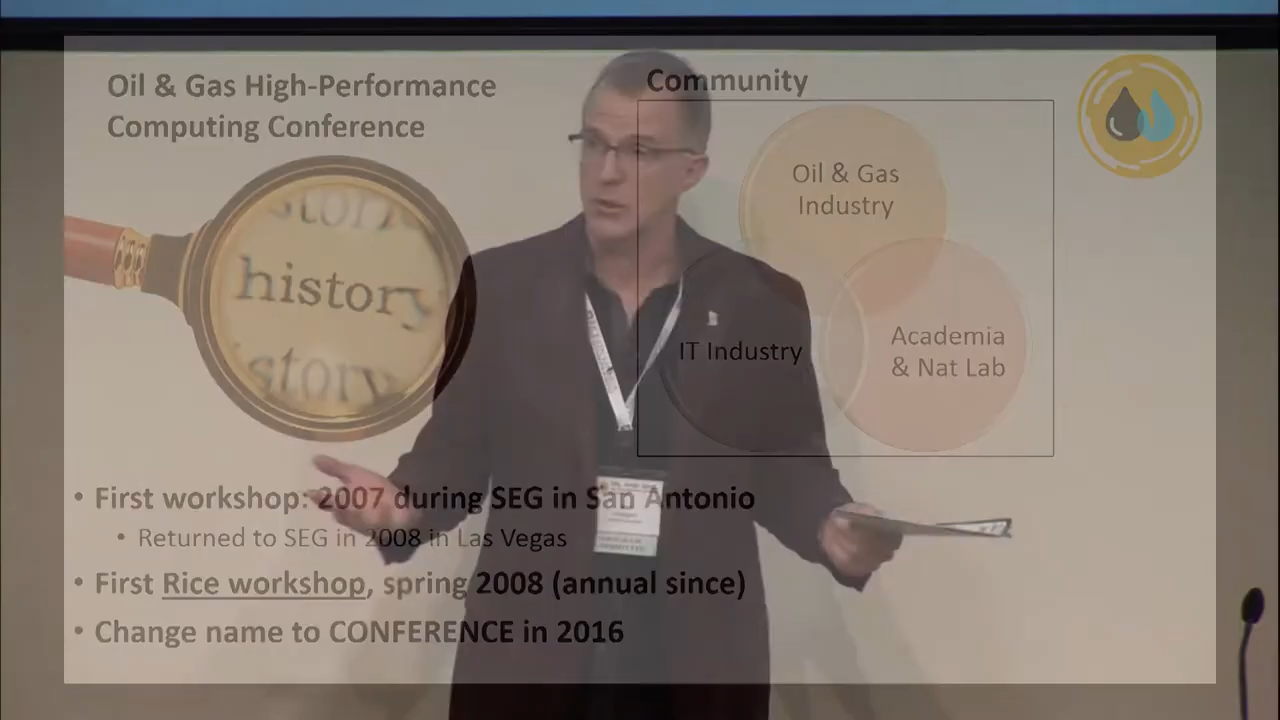 Oil & Gas High-Performance
Computing Conference
story
history
istory
Community
Oil & Gas
Industry
IT Industry
Academia
& Nat Lab
• First workshop: 2007 during SEG in San Antonio
• Returned to SEG in 2008 in Las Vegas
• First Rice workshop, spring 2008 (annual since)
• Change name to CONFERENCE in 2016